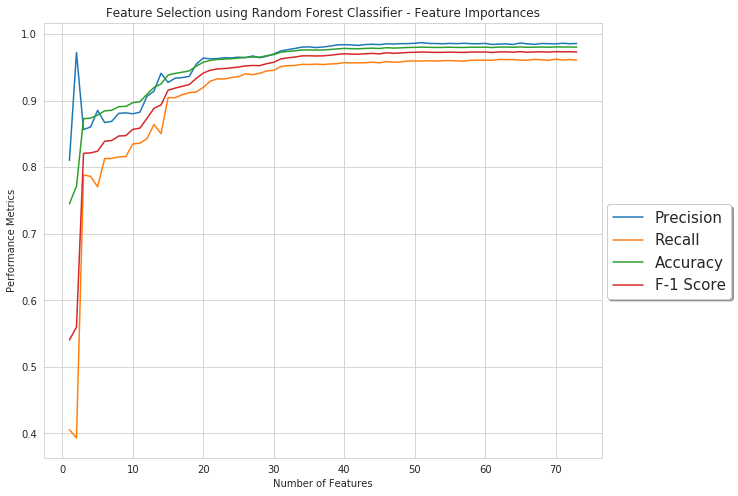 Feature Selection using Random Forest Classifier - Feature Importances
1.0
0.9
0.8
0.7
0.6
0.5
0.4
Performance Metrics
0 10 20 30 40 50 60 70
Number of Features
Precision
Recall
Accuracy
F-1 Score